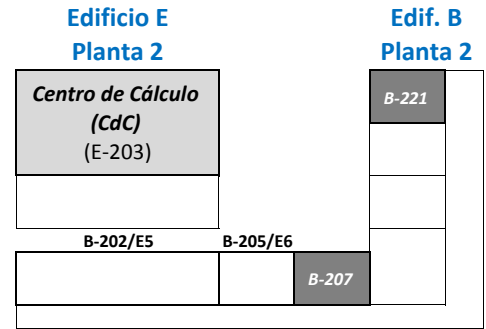 Edificio E
Planta 2
Edif. B
Planta 2
Centro de Cálculo
(CdC)
(E-203)
B-221
B-202/E5
B-205/E6
B-207